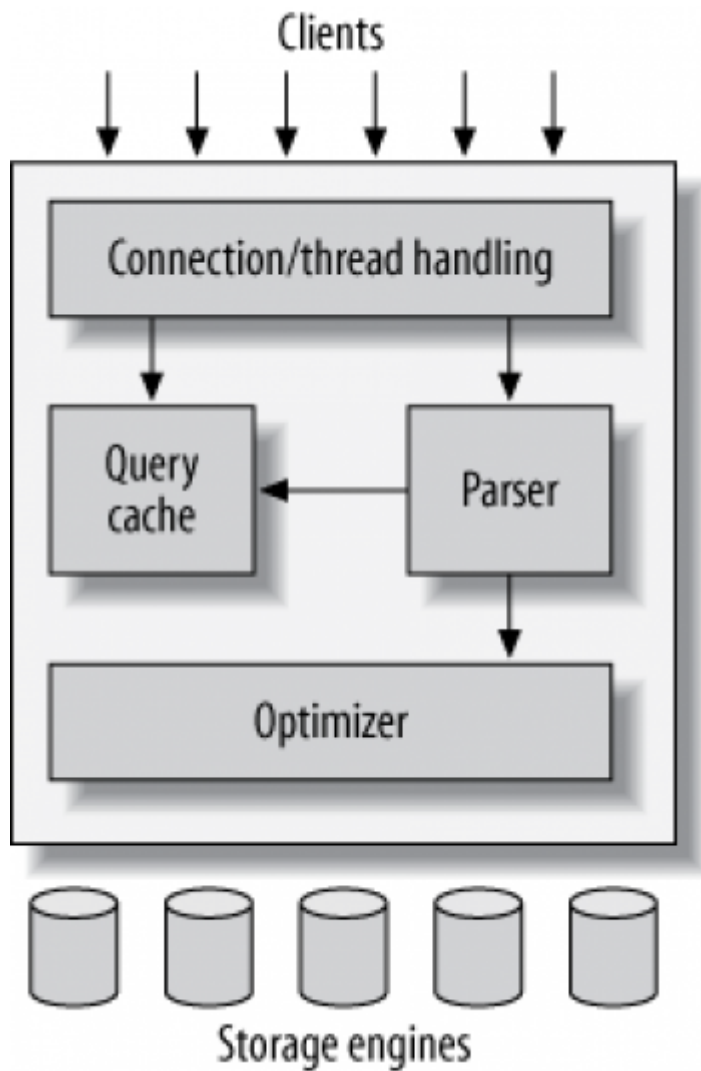 Clients
Connection/thread handling
Query
cache
Parser
Optimizer
Storage engines